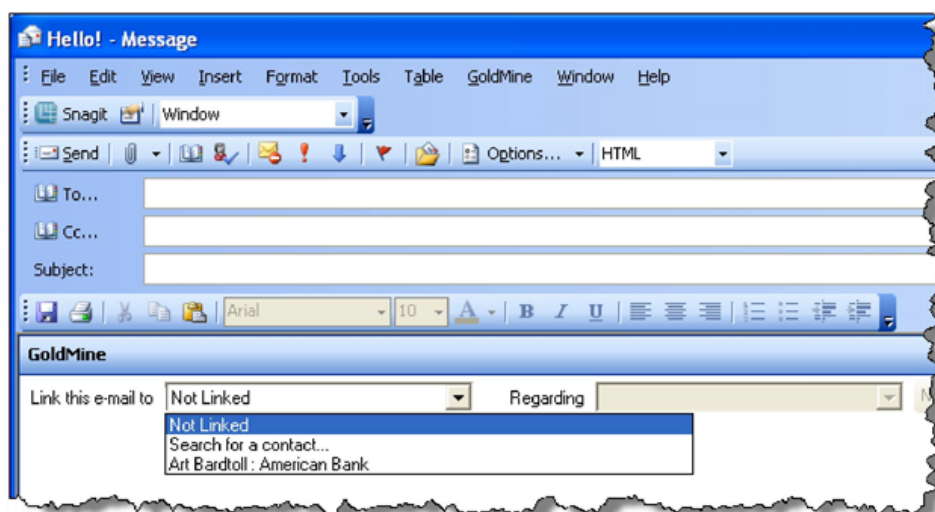 Hello! - Message
File Edit View Insert Format Tools Table GoldMine Window Help
Snagit Window
Send Options... HTML
To...
Cc...
Subject:
Arial 10 A B I U
GoldMine
Link this e-mail to Not Linked Regarding
Not Linked
Search for a contact...
Art Bardtoll : American Bank